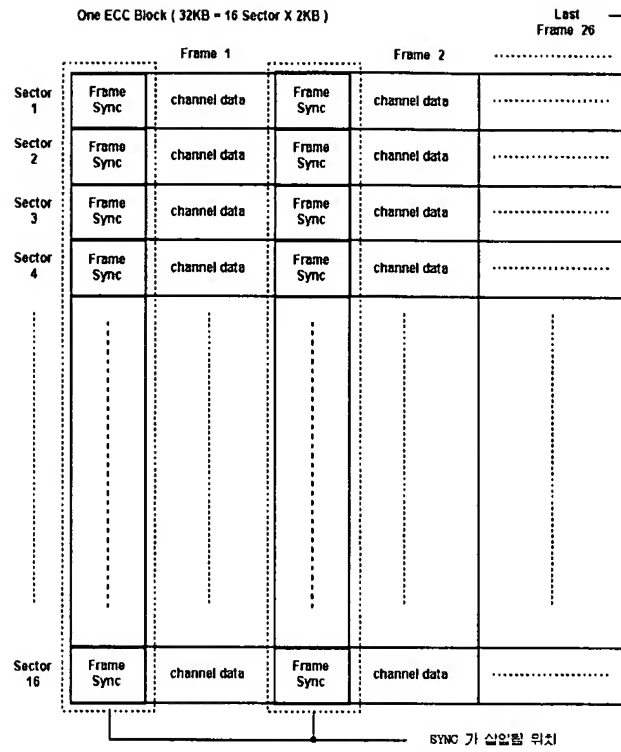 One ECC Block ( 32KB = 16 Sector X 2KB )
Last
Frame 26
Frame 1
Frame 2
Sector
1
Frame
Sync
channel data
Frame
Sync
channel data
Sector
2
Frame
Sync
channel data
Frame
Sync
channel data
Sector
3
Frame
Sync
channel data
Frame
Sync
channel data
Sector
4
Frame
Sync
channel data
Frame
Sync
channel data
Sector
16
Frame
Sync
channel data
Frame
Sync
channel data
SYNC 가 삽입될 위치